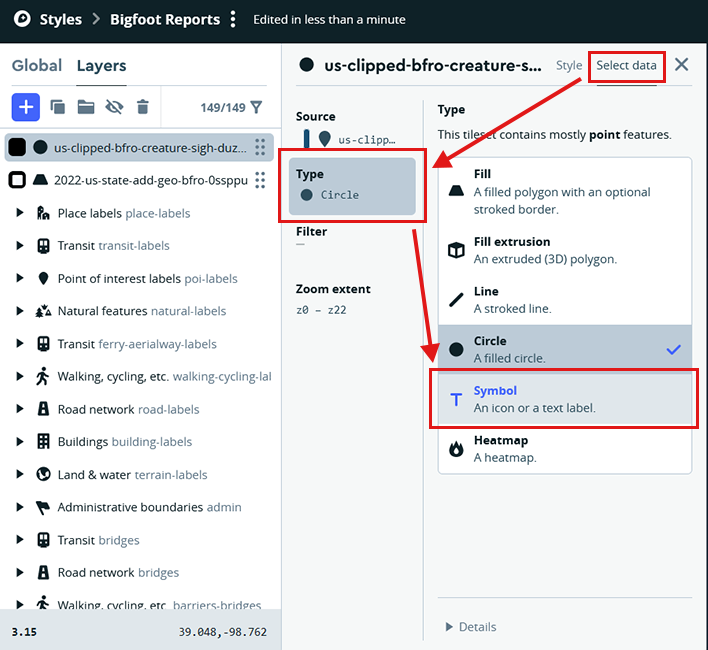 Styles > Bigfoot Reports Edited in less than a minute
Global Layers
149/149
us-clipped-bfro-creature-sigh-duz...
2022-us-state-add-geo-bfro-0ssppu
Place labels place-labels
Transit transit-labels
Point of interest labels poi-labels
Natural features natural-labels
Transit ferry-aerialway-labels
Walking, cycling, etc. walking-cycling-lal
Road network road-labels
Buildings building-labels
Land & water terrain-labels
Administrative boundaries admin
Transit bridges
Road network bridges
Walking, cycling, etc. barriers-bridges
3.15 39.048,-98.762
us-clipped-bfro-creature-s... Style Select data
Source
us-clipp…
Type
Circle
Filter
—
Zoom extent
z0 – z22
Type
This tileset contains mostly point features.
Fill
A filled polygon with an optional
stroked border.
Fill extrusion
An extruded (3D) polygon.
Line
A stroked line.
Circle
A filled circle.
Symbol
An icon or a text label.
Heatmap
A heatmap.
Details